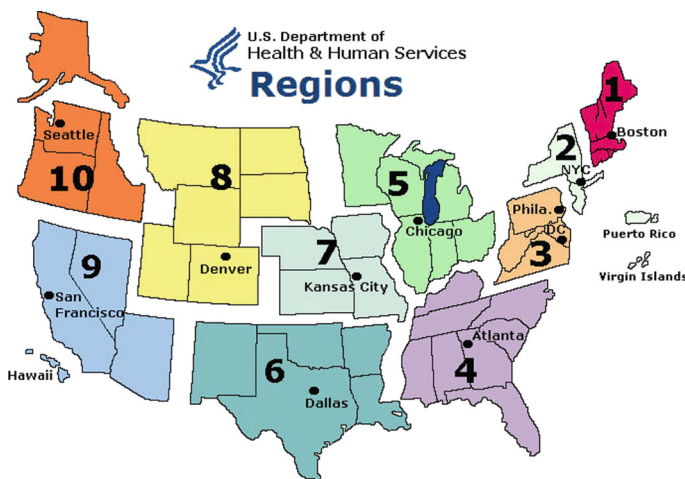 U.S. Department of
Health & Human Services
Regions
1
Boston
2
NYC
Seattle
10
8
5
Phila.
DC
3
Puerto Rico
Virgin Islands
Chicago
7
Kansas City
Denver
9
San
Francisco
Hawaii
6
Dallas
Atlanta
4